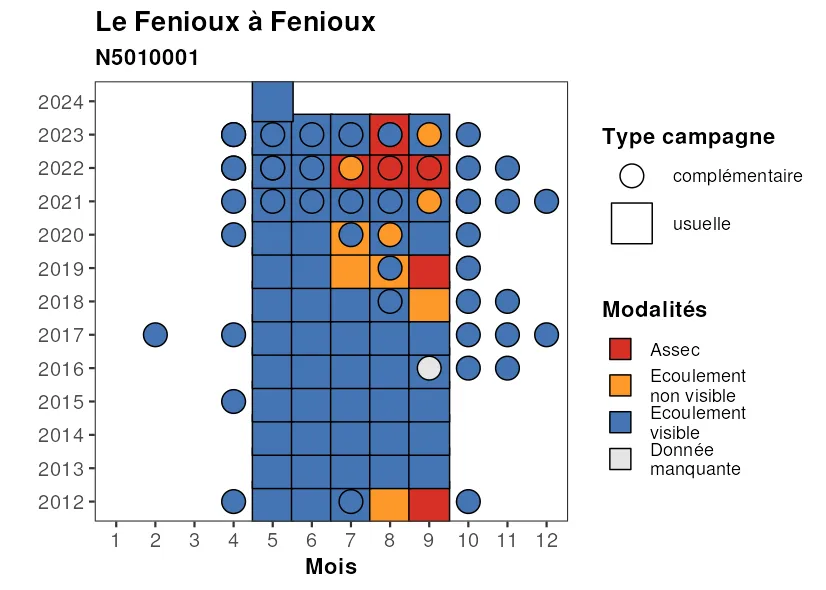 Le Fenioux à Fenioux
N5010001
2024
2023
2022
2021
2020
2019
2018
2017
2016
2015
2014
2013
2012
1 2 3 4 5 6 7 8 9 10 11 12
Mois
Type campagne
complémentaire
usuelle
Modalités
Assec
Ecoulement
non visible
Ecoulement
visible
Donnée
manquante